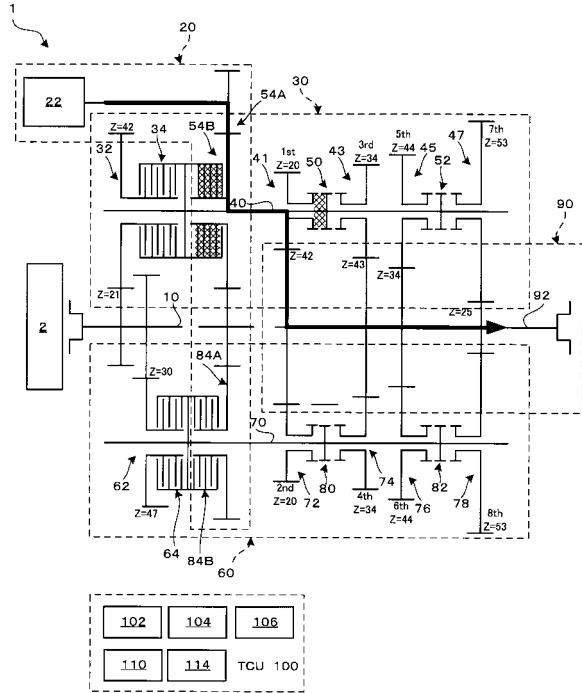 1
20
22
30
54A
54B
34
Z=42
32
41
1st
Z=20
50
43
3rd
Z=34
5th
Z=44
45
52
47
7th
Z=53
40
90
Z=42
Z=43
Z=34
Z=21
Z=25
2
10
92
Z=30
84A
70
62
Z=47
64
84B
60
2nd
Z=20
72
80
4th
Z=34
74
6th
Z=44
76
82
78
8th
Z=53
102
104
106
110
114
TCU 100